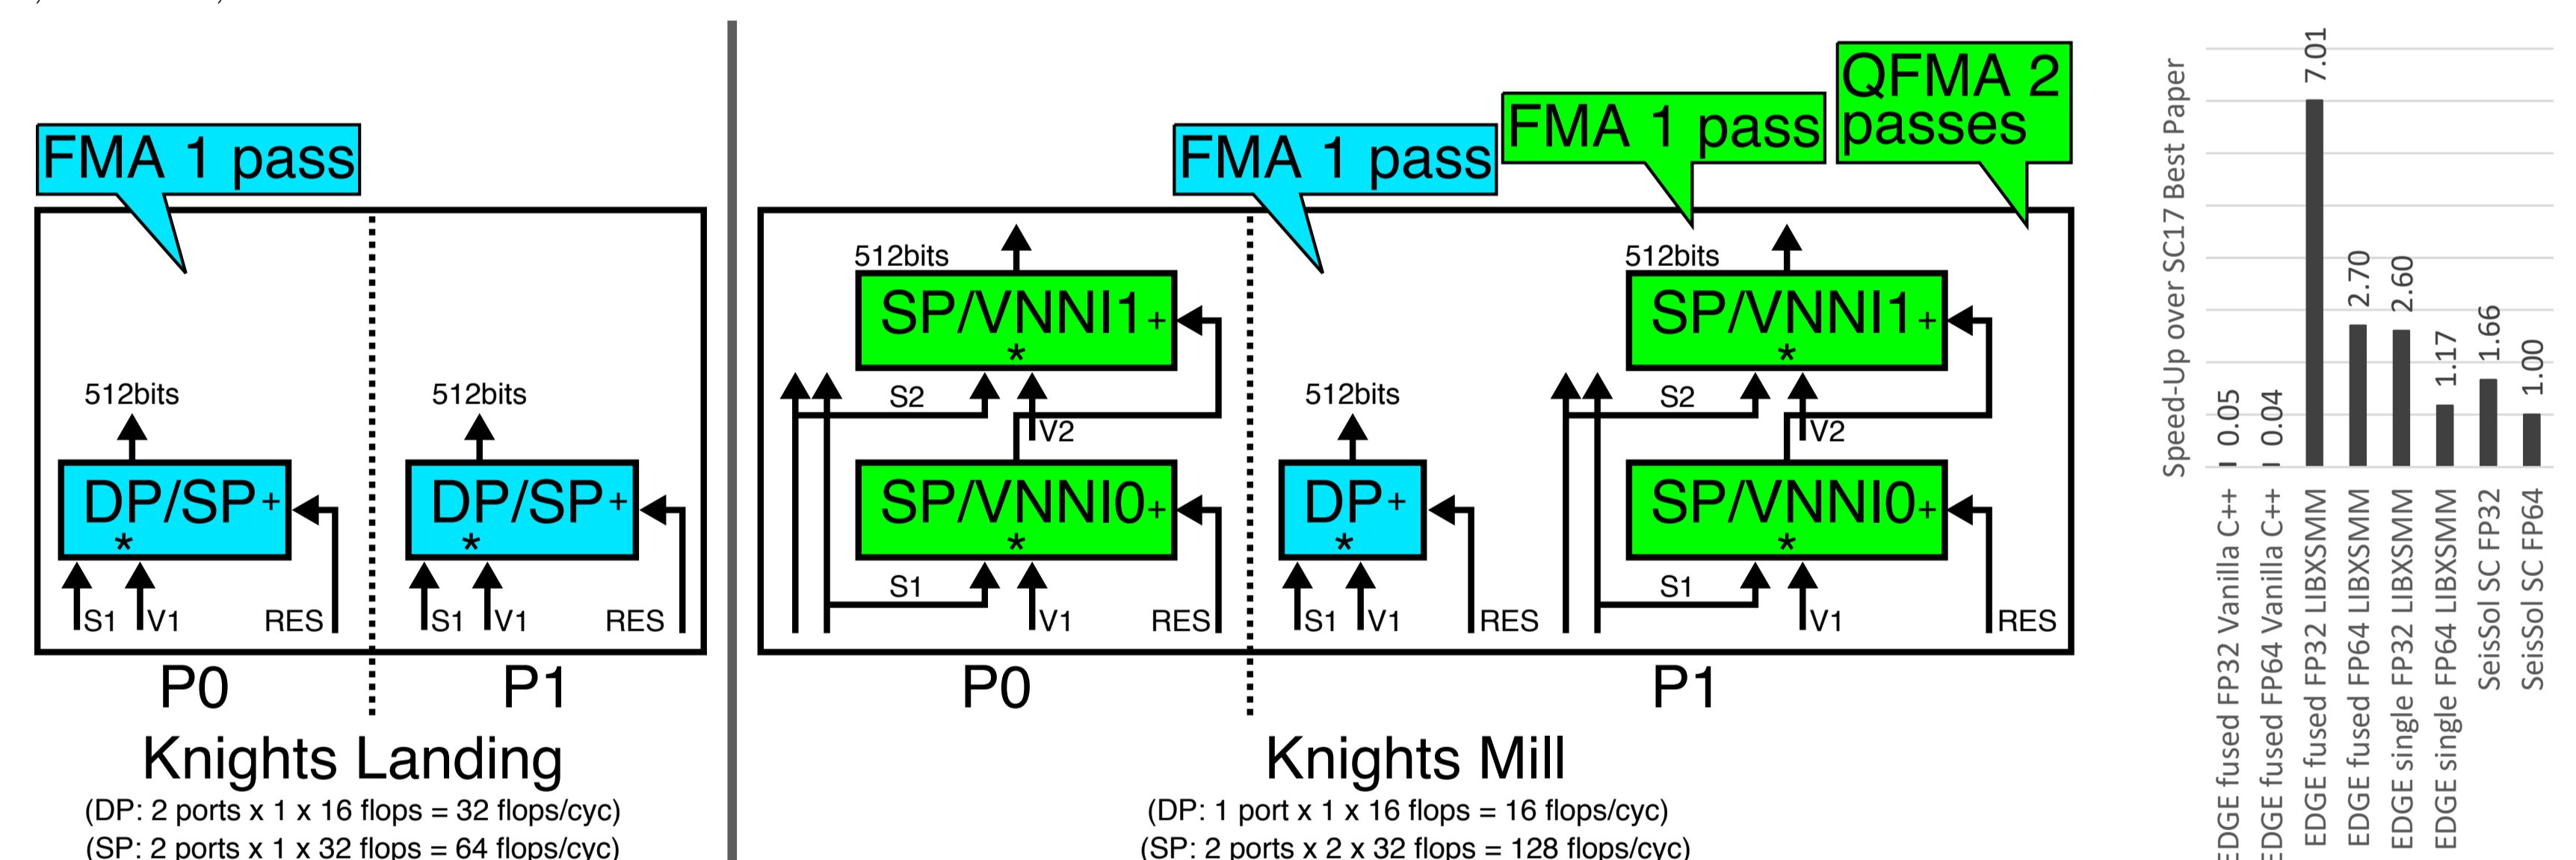 FMA 1 pass
512bits
512bits
DP/SP+
*
DP/SP+
*
S1
V1
RES
S1
V1
RES
P0
P1
Knights Landing
(DP: 2 ports x 1 x 16 flops = 32 flops/cyc)
(SP: 2 ports x 1 x 32 flops = 64 flops/cyc)
FMA 1 pass
FMA 1 pass
QFMA 2
passes
512bits
SP/VNNI1+
*
S2
V2
SP/VNNI0+
*
S1
V1
RES
512bits
DP+
*
S1
V1
RES
512bits
SP/VNNI1+
*
S2
V2
SP/VNNI0+
*
S1
V1
RES
P0
P1
Knights Mill
(DP: 1 port x 1 x 16 flops = 16 flops/cyc)
(SP: 2 ports x 2 x 32 flops = 128 flops/cyc)
Speed-Up over SC17 Best Paper
0.05
0.04
7.01
2.70
2.60
1.17
1.66
1.00
EDGE fused FP32 Vanilla C++
EDGE fused FP64 Vanilla C++
EDGE fused FP32 LIBXSMM
EDGE fused FP64 LIBXSMM
EDGE single FP32 LIBXSMM
EDGE single FP64 LIBXSMM
SeisSol SC FP32
SeisSol SC FP64